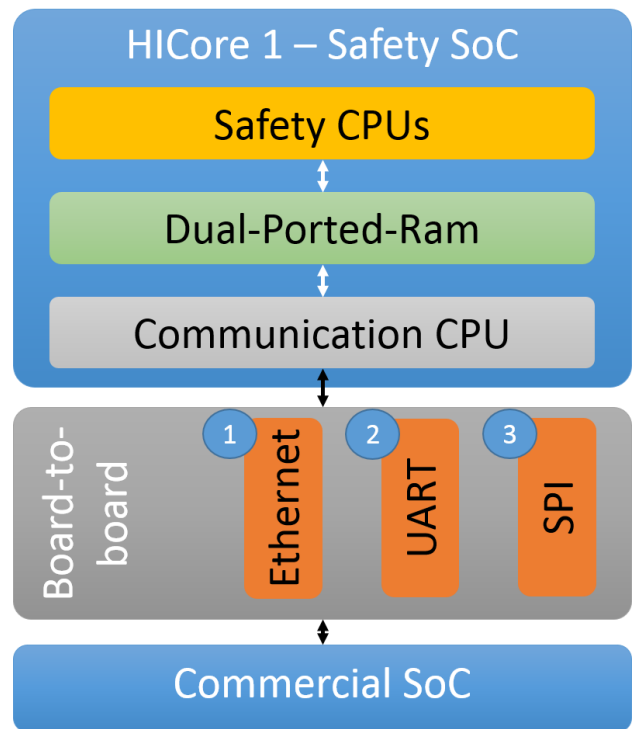 HICore 1 – Safety SoC
Safety CPUs
Dual-Ported-Ram
Communication CPU
Board-to-
board
1
Ethernet
2
UART
3
SPI
Commercial SoC